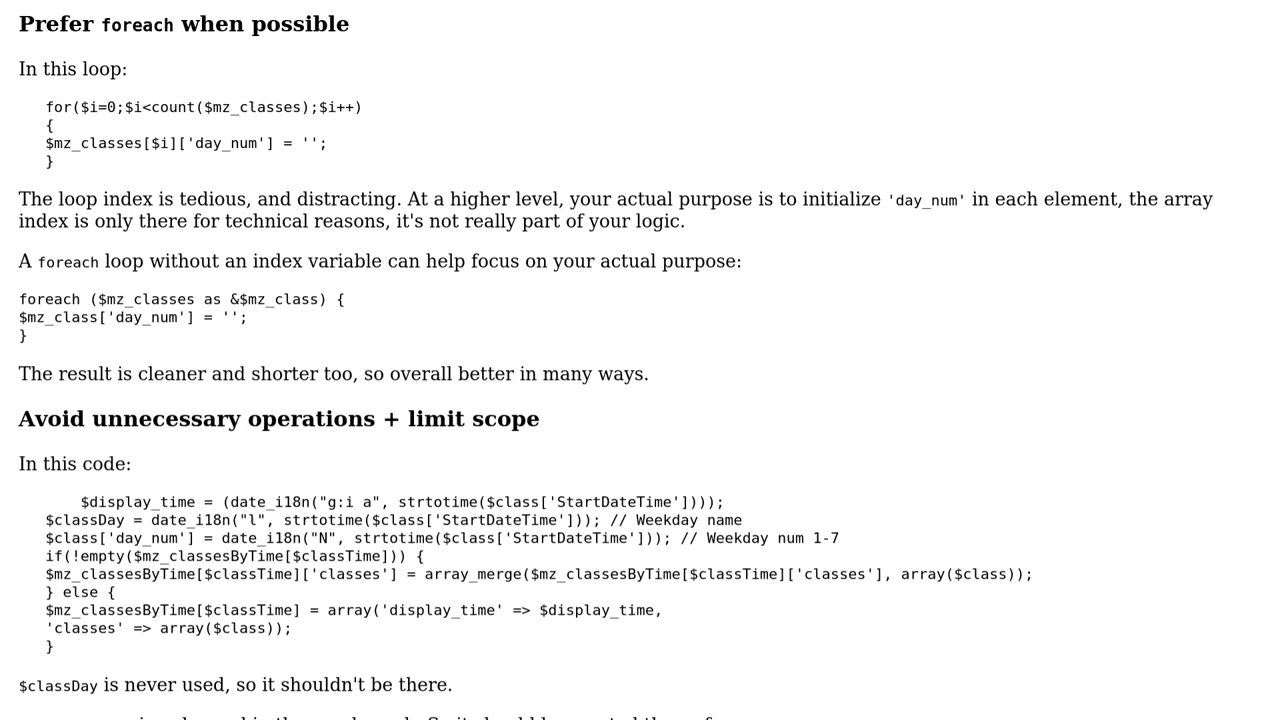 Prefer foreach when possible
In this loop:
for($i=0;$i<count($mz_classes);$i++)
{
$mz_classes[$i]['day_num'] = '';
}
The loop index is tedious, and distracting. At a higher level, your actual purpose is to initialize 'day_num' in each element, the array
index is only there for technical reasons, it's not really part of your logic.
A foreach loop without an index variable can help focus on your actual purpose:
foreach ($mz_classes as &$mz_class) {
$mz_class['day_num'] = '';
}
The result is cleaner and shorter too, so overall better in many ways.
Avoid unnecessary operations + limit scope
In this code:
$display_time = (date_i18n("g:i a", strtotime($class['StartDateTime'])));
$classDay = date_i18n("l", strtotime($class['StartDateTime'])); // Weekday name
$class['day_num'] = date_i18n("N", strtotime($class['StartDateTime'])); // Weekday num 1-7
if(!empty($mz_classesByTime[$classTime])) {
$mz_classesByTime[$classTime]['classes'] = array_merge($mz_classesByTime[$classTime]['classes'], array($class));
} else {
$mz_classesByTime[$classTime] = array('display_time' => $display_time,
'classes' => array($class));
}
$classDay is never used, so it shouldn't be there.